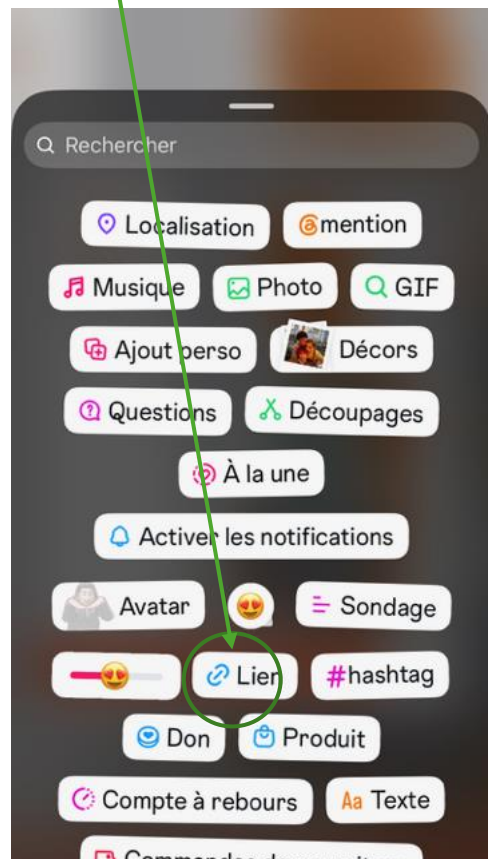 Rechercher
Localisation @mention
Musique Photo GIF
Ajout perso Décors
Questions Découpages
À la une
Activer les notifications
Avatar Sondage
Lien #hashtag
Don Produit
Compte à rebours Aa Texte